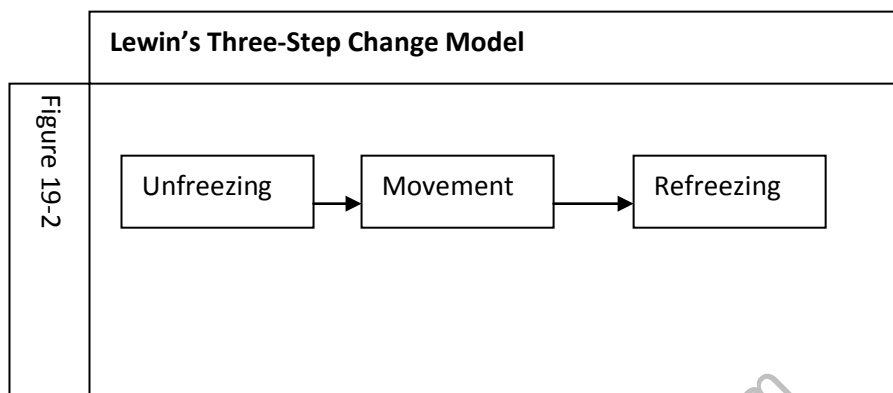 Lewin’s Three-Step Change Model
Figure 19-2
Unfreezing
Movement
Refreezing